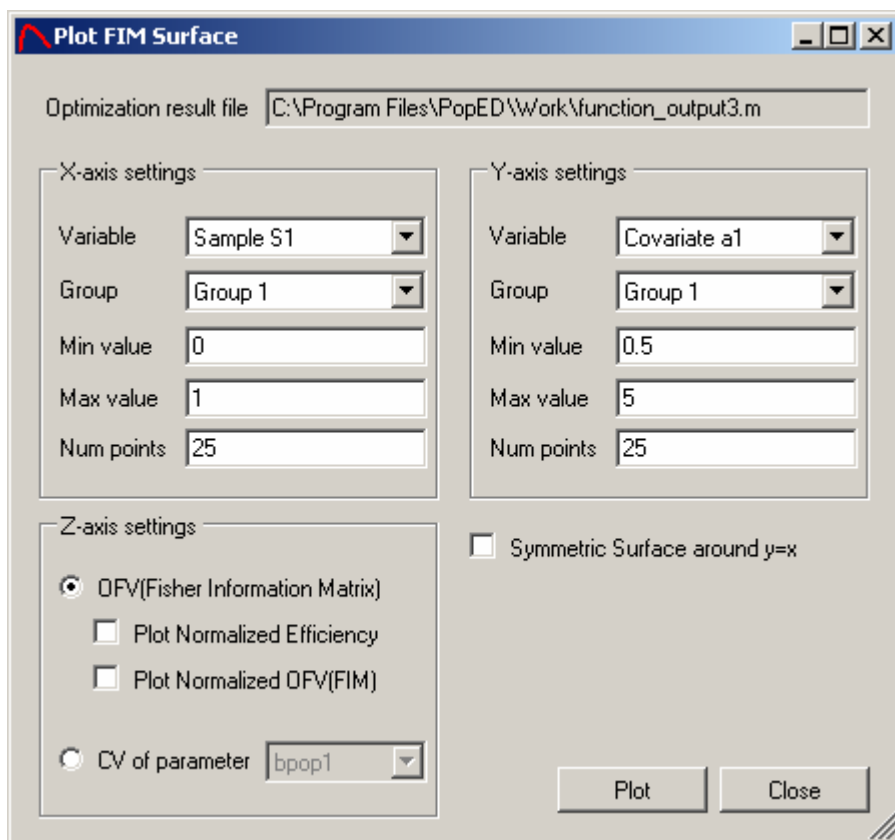 Plot FIM Surface
Optimization result file C:\Program Files\PopED\Work\function_output3.m
X-axis settings
Variable Sample S1
Group Group 1
Min value 0
Max value 1
Num points 25
Y-axis settings
Variable Covariate a1
Group Group 1
Min value 0.5
Max value 5
Num points 25
Z-axis settings
OFV(Fisher Information Matrix)
Plot Normalized Efficiency
Plot Normalized OFV(FIM)
CV of parameter bpop1
Symmetric Surface around y=x
Plot Close